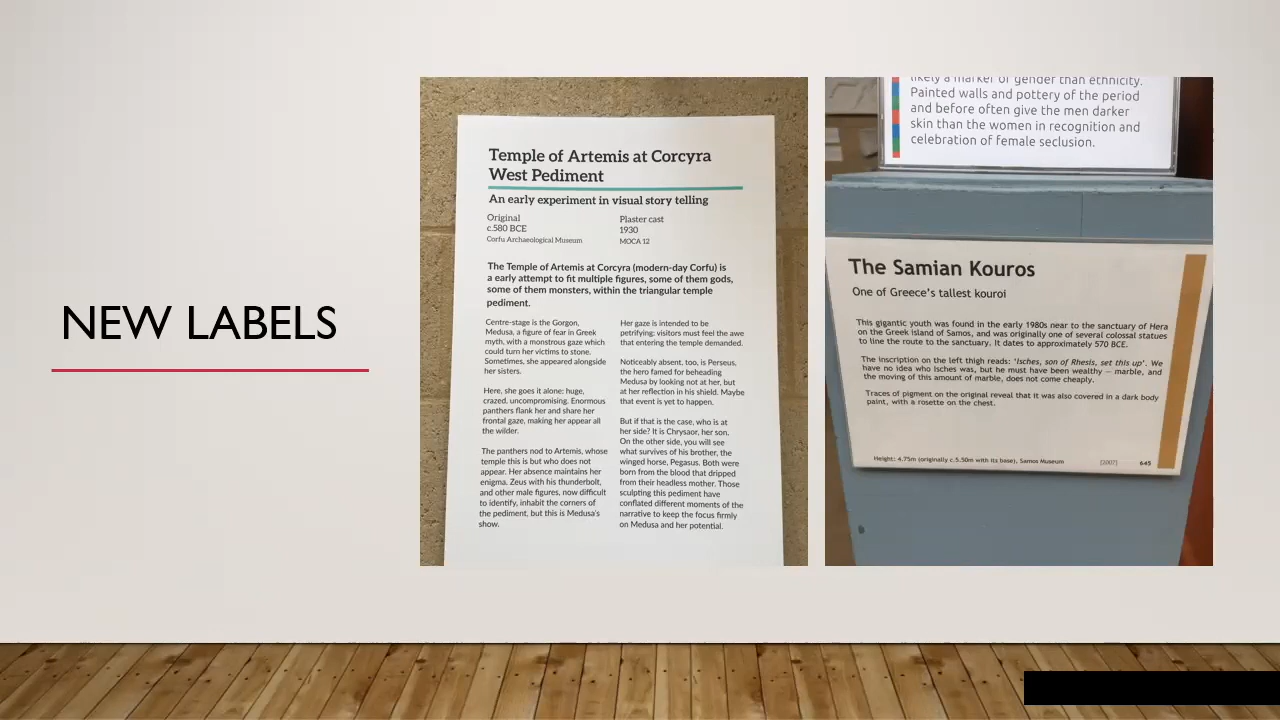 NEW LABELS
Temple of Artemis at Corcyra
West Pediment
An early experiment in visual story telling
Original
c.580 BCE
Corfu Archaeological Museum
Plaster cast
1930
MOCA 12
The Temple of Artemis at Corcyra (modern-day Corfu) is
a early attempt to fit multiple figures, some of them gods,
some of them monsters, within the triangular temple
pediment.
Centre-stage is the Gorgon,
Medusa, a figure of fear in Greek
myth, with a monstrous gaze which
could turn her victims to stone.
Sometimes, she appeared alongside
her sisters.
Here, she goes it alone: huge,
crazed, uncompromising. Enormous
panthers flank her and share her
frontal gaze, making her appear all
the wilder.
The panthers nod to Artemis, whose
temple this is but who does not
appear. Her absence maintains her
enigma. Zeus with his thunderbolt,
and other male figures, now difficult
to identify, inhabit the corners of
the pediment, but this is Medusa's
show.
Her gaze is intended to be
petrifying: visitors must feel the awe
that entering the temple demanded.
Noticeably absent, too, is Perseus,
the hero famed for beheading
Medusa by looking not at her, but
at her reflection in his shield. Maybe
that event is yet to happen.
But if that is the case, who is at
her side? It is Chrysaor, her son.
On the other side, you will see
what survives of his brother, the
winged horse, Pegasus. Both were
born from the blood that dripped
from their headless mother. Those
sculpting this pediment have
conflated different moments of the
narrative to keep the focus firmly
on Medusa and her potential.
likely a marker of gender than ethnicity.
Painted walls and pottery of the period
and before often give the men darker
skin than the women in recognition and
celebration of female seclusion.
The Samian Kouros
One of Greece's tallest kouroi
This gigantic youth was found in the early 1980s near to the sanctuary of Hera
on the Greek island of Samos, and was originally one of several colossal statues
to line the route to the sanctuary. It dates to approximately 570 BCE.
The inscription on the left thigh reads: 'Isches, son of Rhesis, set this up'. We
have no idea who Isches was, but he must have been wealthy – marble, and
the moving of this amount of marble, does not come cheaply.
Traces of pigment on the original reveal that it was also covered in a dark body
paint, with a rosette on the chest.
Height: 4.75m (originally c.5.50m with its base), Samos Museum [2007] 645